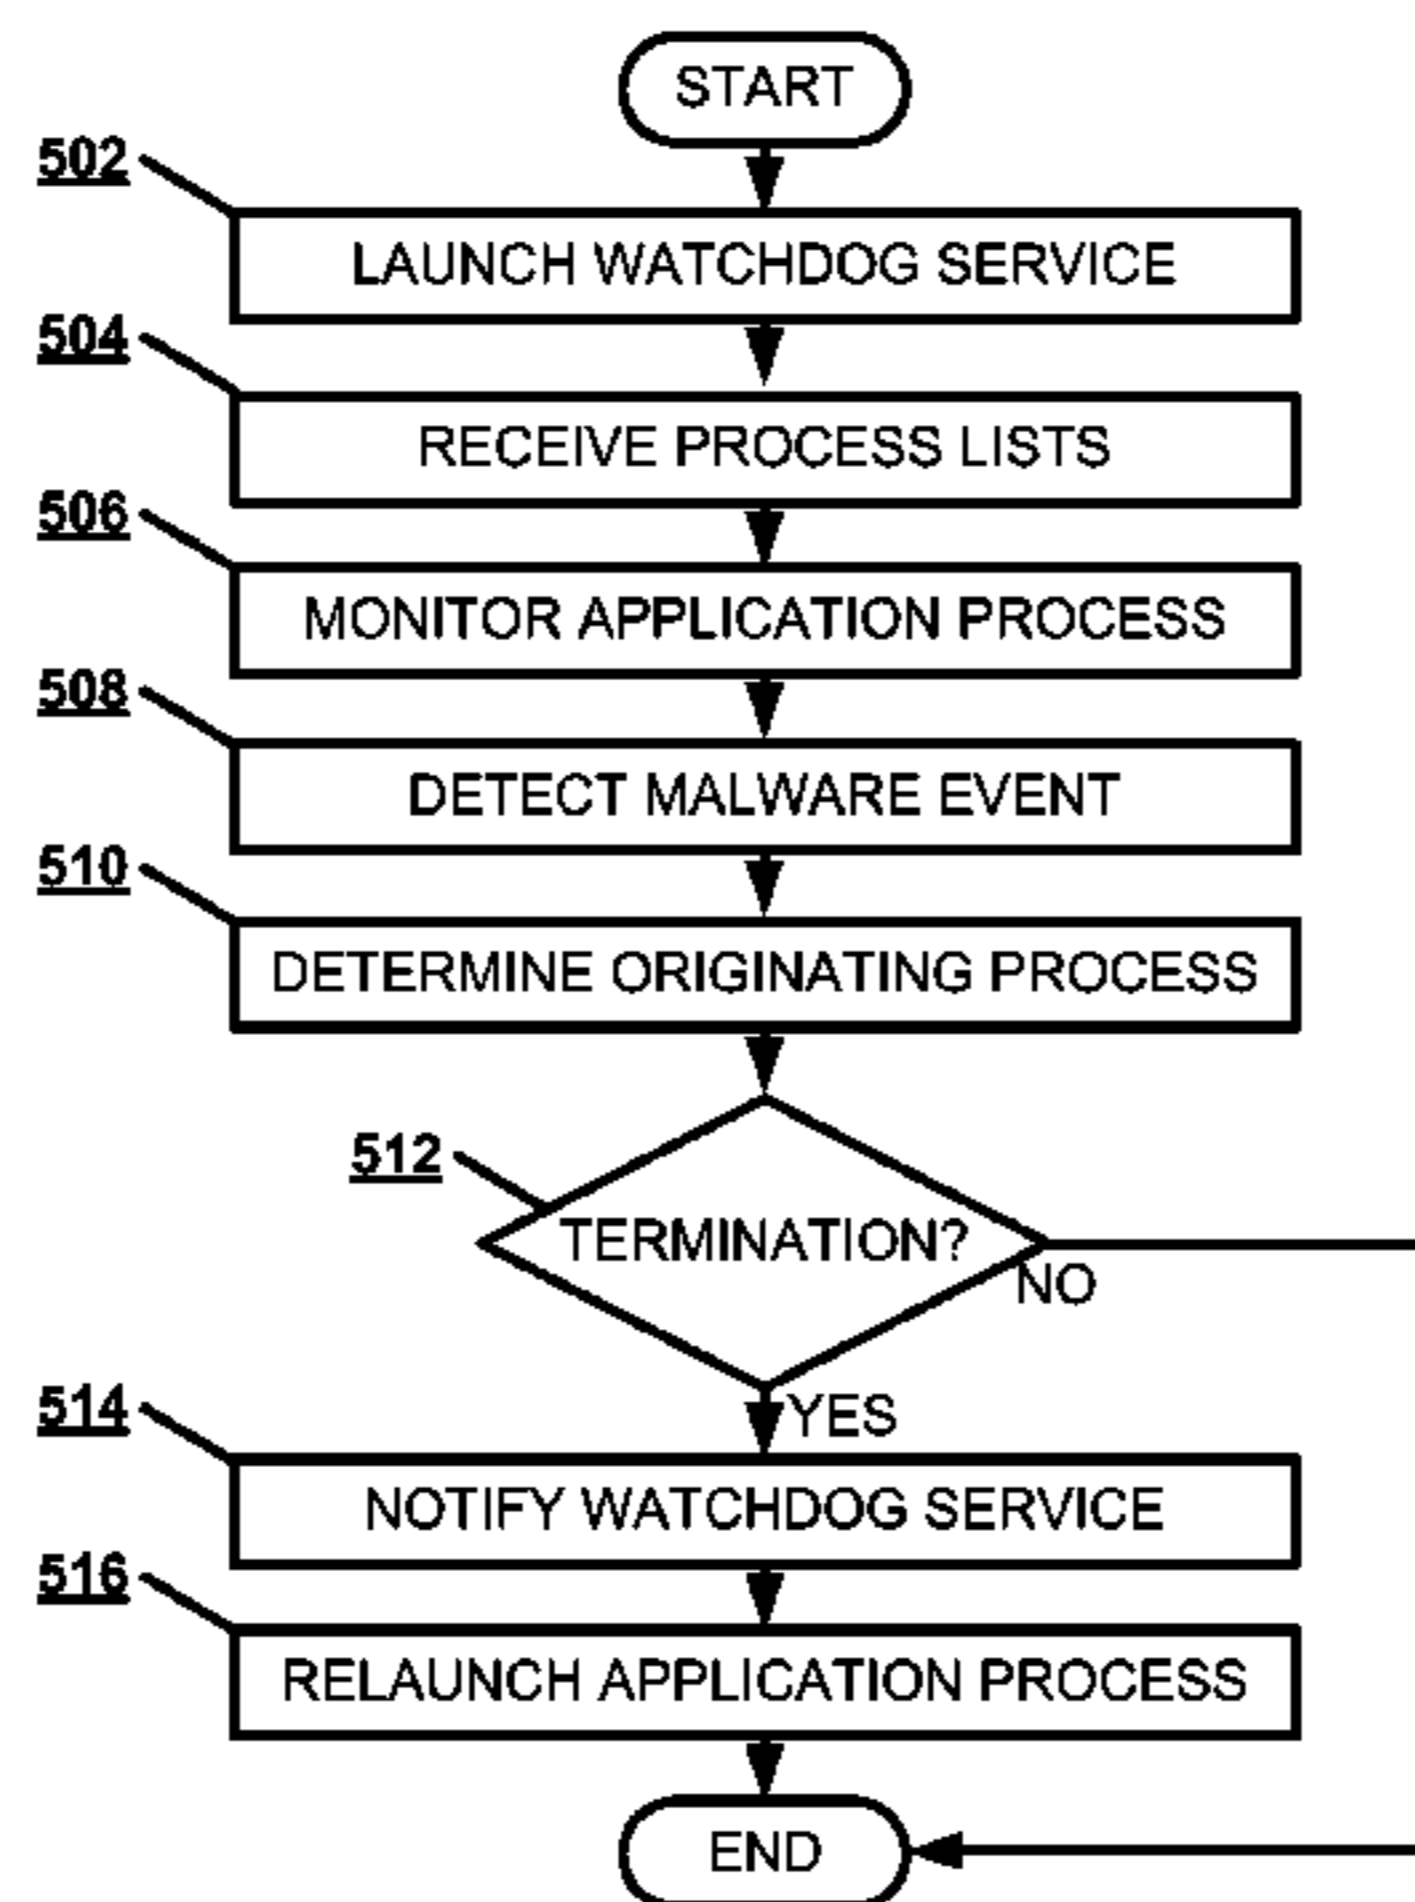 START
502
LAUNCH WATCHDOG SERVICE
504
RECEIVE PROCESS LISTS
506
MONITOR APPLICATION PROCESS
508
DETECT MALWARE EVENT
510
DETERMINE ORIGINATING PROCESS
512
TERMINATION?
NO
YES
514
NOTIFY WATCHDOG SERVICE
516
RELAUNCH APPLICATION PROCESS
END